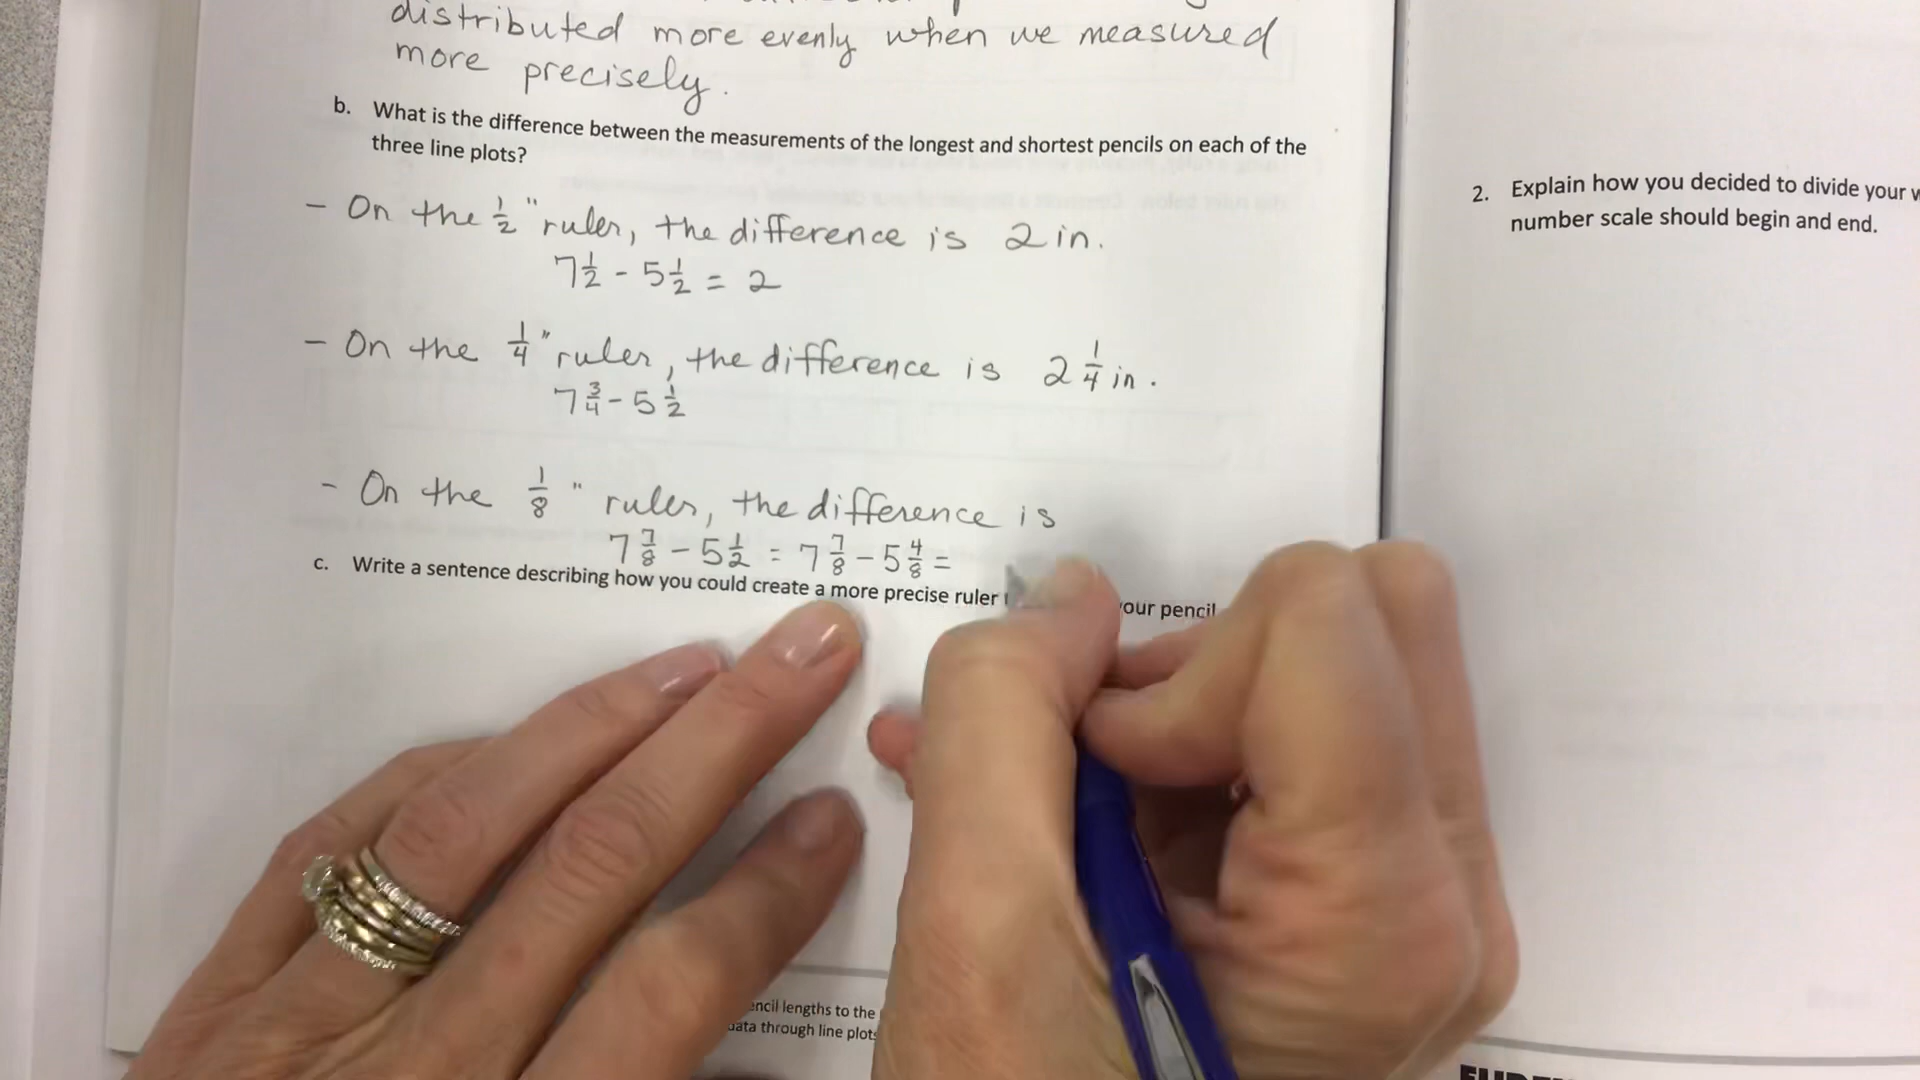 distributed more evenly when we measured
more precisely.
b. What is the difference between the measurements of the longest and shortest pencils on each of the
three line plots?
- On the 1/2" ruler, the difference is 2 in.
7 1/2 - 5 1/2 = 2
- On the 1/4" ruler, the difference is 2 1/4 in.
7 3/4 - 5 1/2
- On the 1/8" ruler, the difference is
7 7/8 - 5 1/2 = 7 7/8 - 5 4/8 =
c. Write a sentence describing how you could create a more precise ruler your pencil
lengths to the
data through line plots
2. Explain how you decided to divide your
number scale should begin and end.